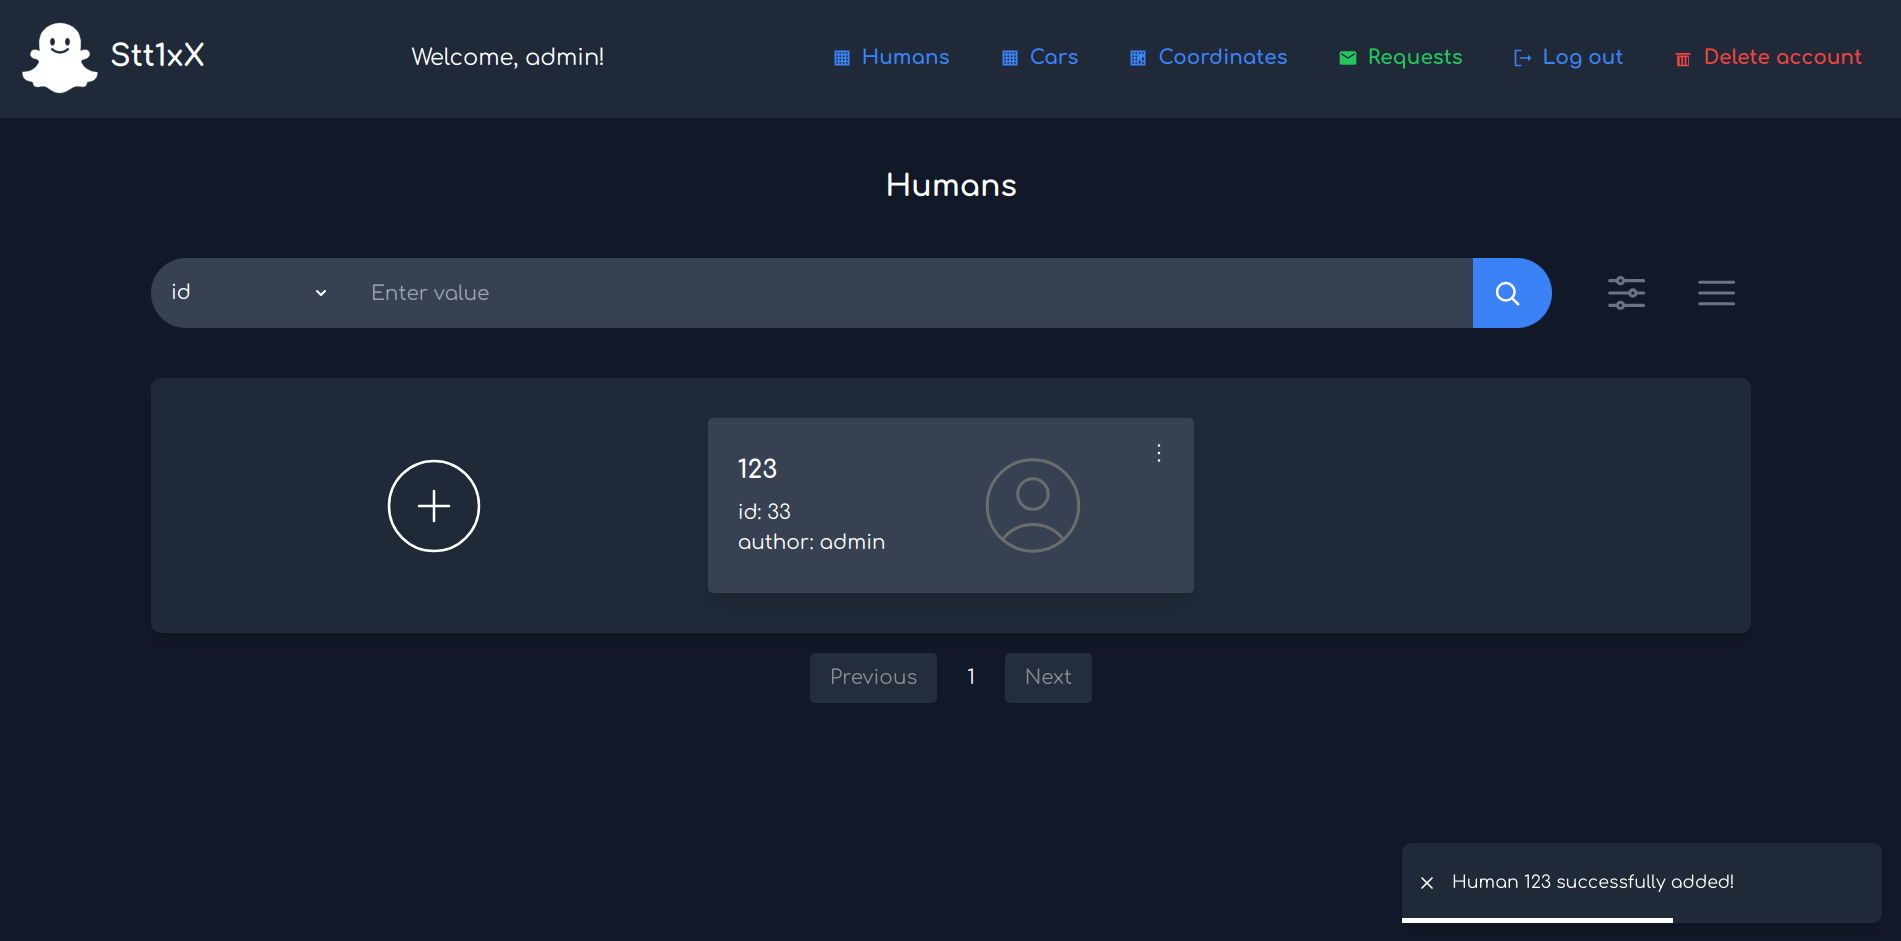 Stt1xX
Welcome, admin!
Humans
Cars
Coordinates
Requests
Log out
Delete account
Humans
id
Enter value
123
id: 33
author: admin
Previous
1
Next
Human 123 successfully added!